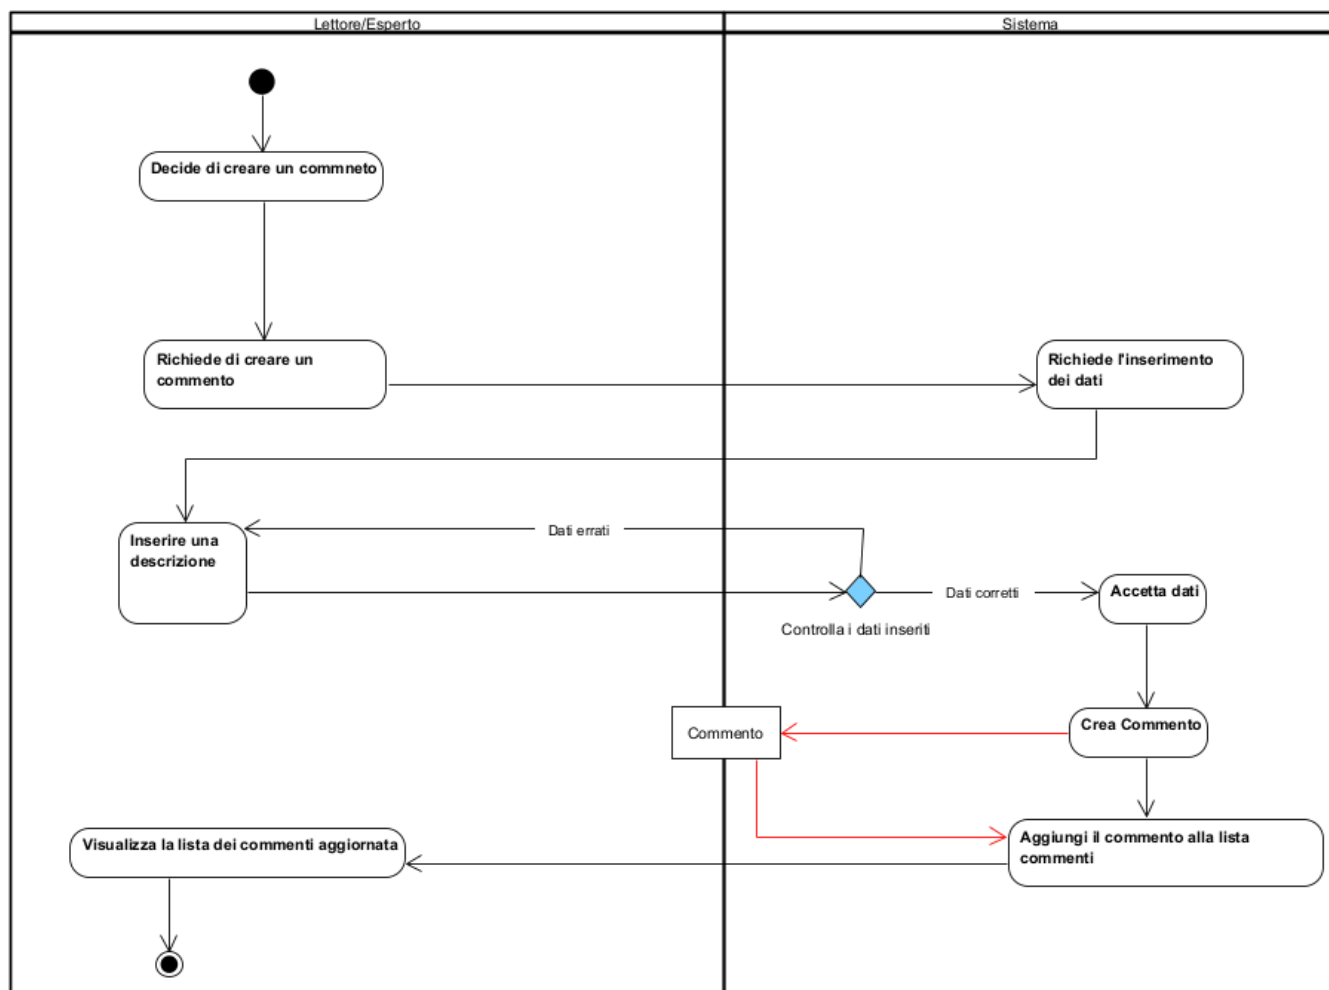 Lettore/Esperto
Sistema
Decide di creare un commneto
Richiede di creare un
commento
Richiede l'inserimento
dei dati
Inserire una
descrizione
Dati errati
Dati corretti
Accetta dati
Controlla i dati inseriti
Commento
Crea Commento
Visualizza la lista dei commenti aggiornata
Aggiungi il commento alla lista
commenti